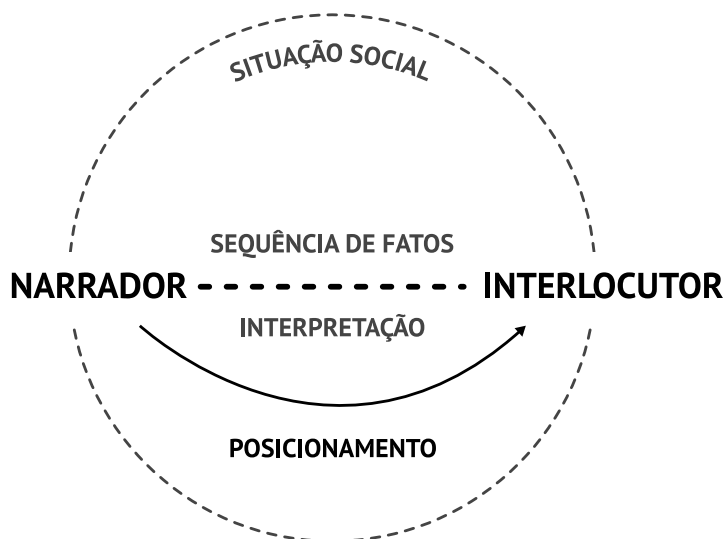 SITUAÇÃO SOCIAL
SEQUÊNCIA DE FATOS
NARRADOR INTERLOCUTOR
INTERPRETAÇÃO
POSICIONAMENTO